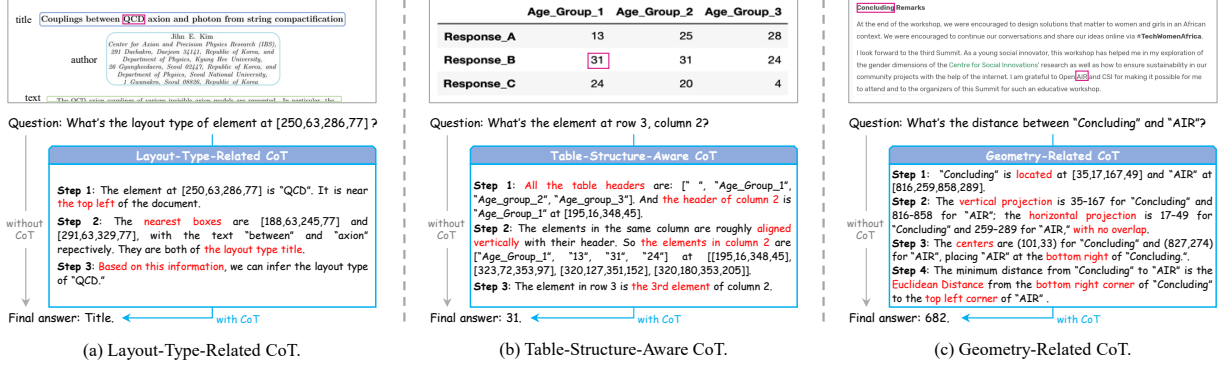 title
Couplings between QCD axion and photon from string compactification
author
Jihn E. Kim
Center for Axion and Precision Physics Research (IBS),
291 Daehakro, Daejeon 34141, Republic of Korea, and
Department of Physics, Kyung Hee University,
26 Gyungheedaero, Seoul 02447, Republic of Korea, and
Department of Physics, Seoul National University,
1 Gwanakro, Seoul 08826, Republic of Korea
text
The QCD axion couplings of various invisible axion models are presented. In particular, the
Question: What's the layout type of element at [250,63,286,77] ?
Layout-Type-Related CoT
Step 1: The element at [250,63,286,77] is “QCD”. It is near
the top left of the document.
Step 2: The nearest boxes are [188,63,245,77] and
[291,63,329,77], with the text “between” and “axion”
repectively. They are both of the layout type title.
Step 3: Based on this information, we can infer the layout type
of “QCD.”
without
CoT
Final answer: Title.
with CoT
(a) Layout-Type-Related CoT.
Age_Group_1 Age_Group_2 Age_Group_3
Response_A 13 25 28
Response_B 31 31 24
Response_C 24 20 4
Question: What's the element at row 3, column 2?
Table-Structure-Aware CoT
Step 1: All the table headers are: [“ ”, “Age_Group_1”,
“Age_group_2”, “Age_group_3”]. And the header of column 2 is
“Age_Group_1” at [195,16,348,45].
Step 2: The elements in the same column are roughly aligned
vertically with their header. So the elements in column 2 are
[“Age_Group_1”, “13”, “31”, “24”] at [[195,16,348,45],
[323,72,353,97], [320,127,351,152], [320,180,353,205]].
Step 3: The element in row 3 is the 3rd element of column 2.
without
CoT
Final answer: 31.
with CoT
(b) Table-Structure-Aware CoT.
Concluding Remarks
At the end of the workshop, we were encouraged to design solutions that matter to women and girls in an African
context. We were encouraged to continue our conversations and share our ideas online via #TechWomenAfrica.
I look forward to the third Summit. As a young social innovator, this workshop has helped me in my exploration of
the gender dimensions of the Centre for Social Innovations' research as well as how to ensure sustainability in our
community projects with the help of the internet. I am grateful to Open AIR and CSI for making it possible for me
to attend and to the organizers of this Summit for such an educative workshop.
Question: What's the distance between “Concluding” and “AIR”?
Geometry-Related CoT
Step 1: “Concluding” is located at [35,17,167,49] and “AIR” at
[816,259,858,289].
Step 2: The vertical projection is 35–167 for “Concluding” and
816–858 for “AIR”; the horizontal projection is 17–49 for
“Concluding” and 259–289 for “AIR,” with no overlap.
Step 3: The centers are (101,33) for “Concluding” and (827,274)
for “AIR”, placing “AIR” at the bottom right of “Concluding.”.
Step 4: The minimum distance from “Concluding” to “AIR” is the
Euclidean Distance from the bottom right corner of “Concluding”
to the top left corner of “AIR” .
without
CoT
Final answer: 682.
with CoT
(c) Geometry-Related CoT.